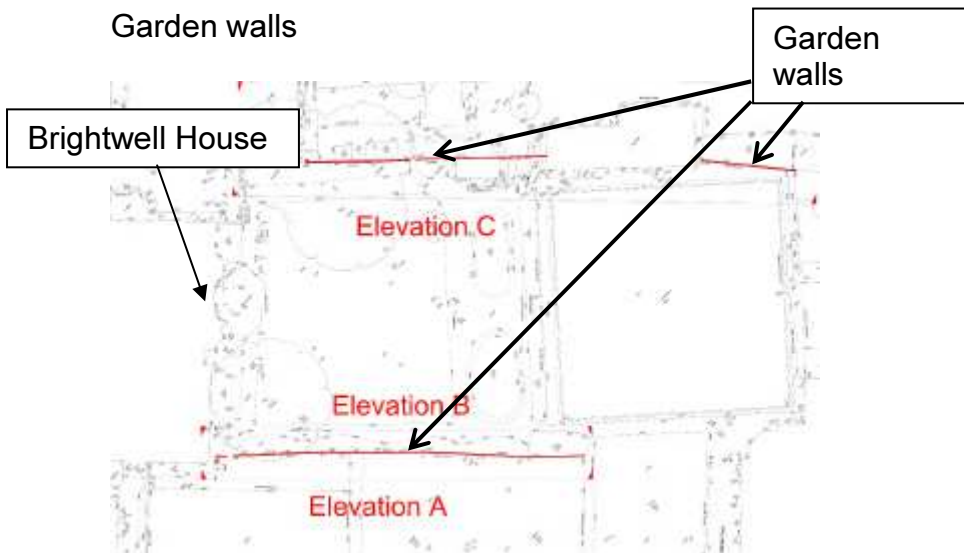 Garden walls
Garden
walls
Brightwell House
Elevation C
Elevation B
Elevation A